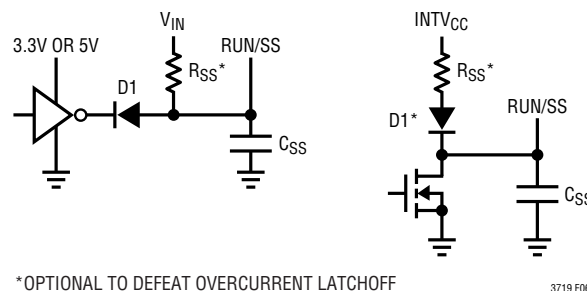 V_IN
3.3V OR 5V
RUN/SS
D1
R_SS*
C_SS
INTV_CC
R_SS*
D1*
RUN/SS
C_SS
*OPTIONAL TO DEFEAT OVERCURRENT LATCHOFF
3719